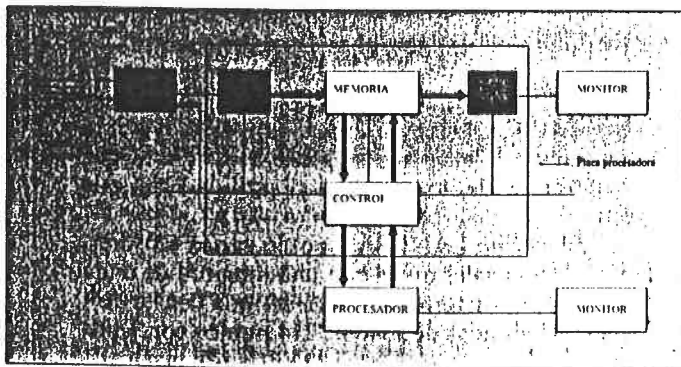 MEMORIA
MONITOR
Placa procesadora
CONTROL
PROCESADOR
MONITOR